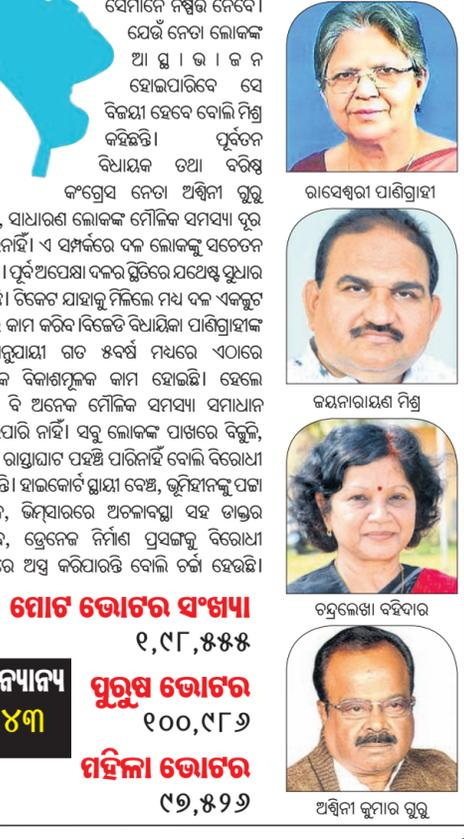 ସେମାନେ ନିଷ୍ପତ୍ତି ନେବେ।
ଯେଉଁ ନେତା ଲୋକଙ୍କ
ଆସ୍ଥାଭାଜନ
ହୋଇପାରିବେ ସେ
ବିଜୟୀ ହେବେ ବୋଲି ମିଶ୍ର
କହିଛନ୍ତି। ପୂର୍ବତନ
ବିଧାୟକ ତଥା ବରିଷ୍ଠ
କଂଗ୍ରେସ ନେତା ଅଶ୍ୱିନୀ ଗୁରୁ
, ସାଧାରଣ ଲୋକଙ୍କ ମୌଳିକ ସମସ୍ୟା ଦୂର
ନାହିଁ। ଏ ସମ୍ପର୍କରେ ଦଳ ଲୋକଙ୍କୁ ସଚେତନ
। ପୂର୍ବ ଅପେକ୍ଷା ଦଳର ସ୍ଥିତିରେ ଯଥେଷ୍ଟ ସୁଧାର
। ଟିକେଟ ଯାହାକୁ ମିଳିଲେ ମଧ୍ୟ ଦଳ ଏକଜୁଟ
କାମ କରିବ।ବିଜେଡି ବିଧାୟିକା ପାଣିଗ୍ରାହୀଙ୍କ
ନୁଯାୟୀ ଗତ ୫ବର୍ଷ ମଧ୍ୟରେ ଏଠାରେ
କ ବିକାଶମୂଳକ କାମ ହୋଇଛି। ହେଲେ
ବି ଅନେକ ମୌଳିକ ସମସ୍ୟା ସମାଧାନ
ପାରି ନାହିଁ। ସବୁ ଲୋକଙ୍କ ପାଖରେ ବିଜୁଳି,
ରାସ୍ତାଘାଟ ପହଞ୍ଚି ପାରିନାହିଁ ବୋଲି ବିରୋଧୀ
ତି। ହାଇକୋର୍ଟ ସ୍ଥାୟୀ ବେଞ୍ଚ, ଭୂମିହୀନଙ୍କୁ ପଟ୍ଟା
, ଭିମ୍‌ସାରରେ ଅଚଳାବସ୍ଥା ସହ ଡାକ୍ତର
, ଡ୍ରେନେଜ ନିର୍ମାଣ ପ୍ରସଙ୍ଗକୁ ବିରୋଧୀ
ରେ ଅସ୍ତ୍ର କରିପାରନ୍ତି ବୋଲି ଚର୍ଚ୍ଚା ହେଉଛି।
ମୋଟ ଭୋଟର ସଂଖ୍ୟା
୧,୯୮,୫୫୫
ନ୍ୟାନ୍ୟ
୪୩
ପୁରୁଷ ଭୋଟର
୧୦୦,୯୮୬
ମହିଳା ଭୋଟର
୯୭,୫୨୬
ରାସେଶ୍ୱରୀ ପାଣିଗ୍ରାହୀ
ଜୟନାରାୟଣ ମିଶ୍ର
ଚନ୍ଦ୍ରଲେଖା ବହିଦାର
ଅଶ୍ୱିନୀ କୁମାର ଗୁରୁ